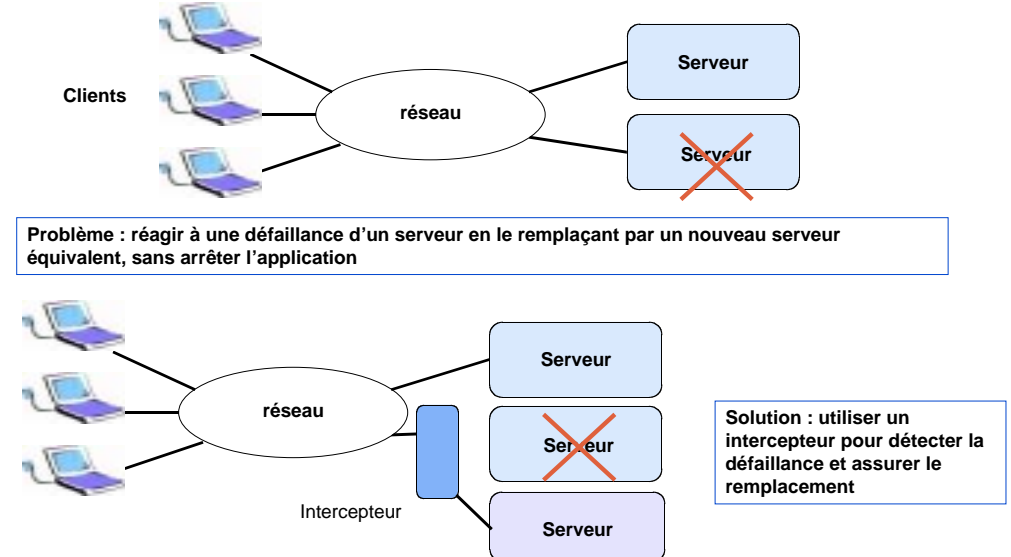 Serveur
Clients
réseau
Serveur
Problème : réagir à une défaillance d'un serveur en le remplaçant par un nouveau serveur
équivalent, sans arrêter l'application
Serveur
réseau
Serveur
Solution : utiliser un
intercepteur pour détecter la
défaillance et assurer le
remplacement
Intercepteur
Serveur